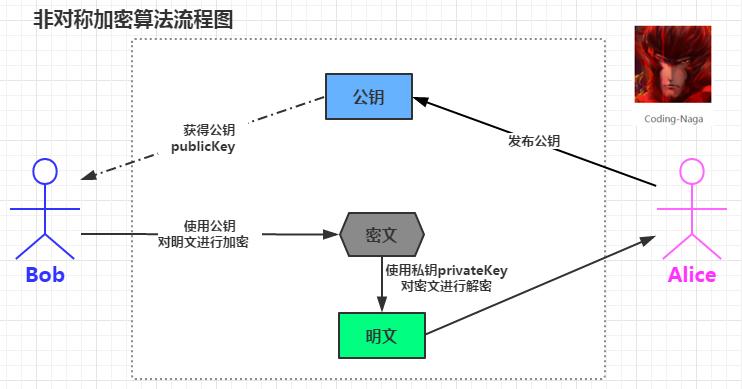 非对称加密算法流程图
公钥
Coding-Naga
获得公钥
publicKey
发布公钥
使用公钥
对明文进行加密
密文
Bob
Alice
使用私钥privateKey
对密文进行解密
明文